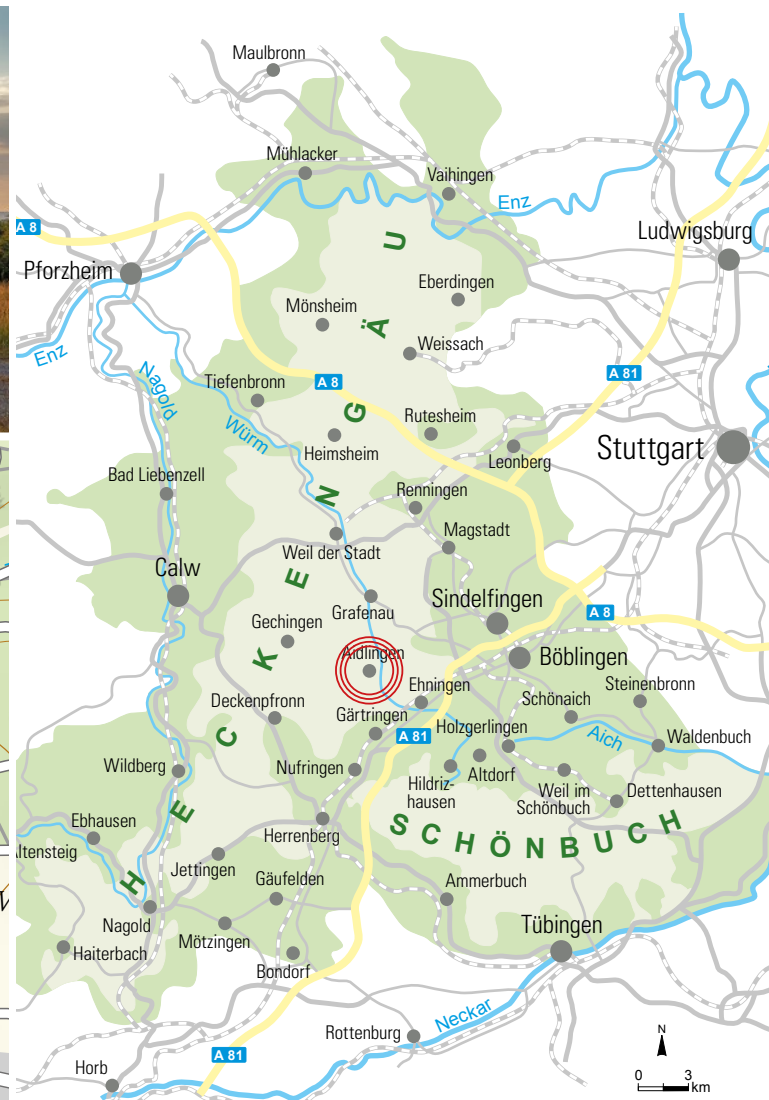 Maulbronn
Mühlacker
Vaihingen
Enz
A 8
Ludwigsburg
Pforzheim
Eberdingen
Mönsheim
Weissach
Enz
Nagold
Tiefenbronn
A 8
A 81
Würm
Rutesheim
Heimsheim
Leonberg
Stuttgart
Bad Liebenzell
Renningen
Magstadt
Weil der Stadt
Calw
Grafenau
Sindelfingen
A 8
Gechingen
Aidlingen
Böblingen
Ehningen
Steinenbronn
Deckenpfronn
Schönaich
Gärtringen
A 81
Holzgerlingen
Aich
Waldenbuch
Wildberg
Nufringen
Hildriz-
hausen
Altdorf
Weil im
Schönbuch
Dettenhausen
Ebhausen
Herrenberg
HECKENGÄU
SCHÖNBUCH
ltensteig
Jettingen
Gäufelden
Ammerbuch
Nagold
Mötzingen
Tübingen
Haiterbach
Bondorf
Rottenburg
Neckar
A 81
Horb
N
0 3
km